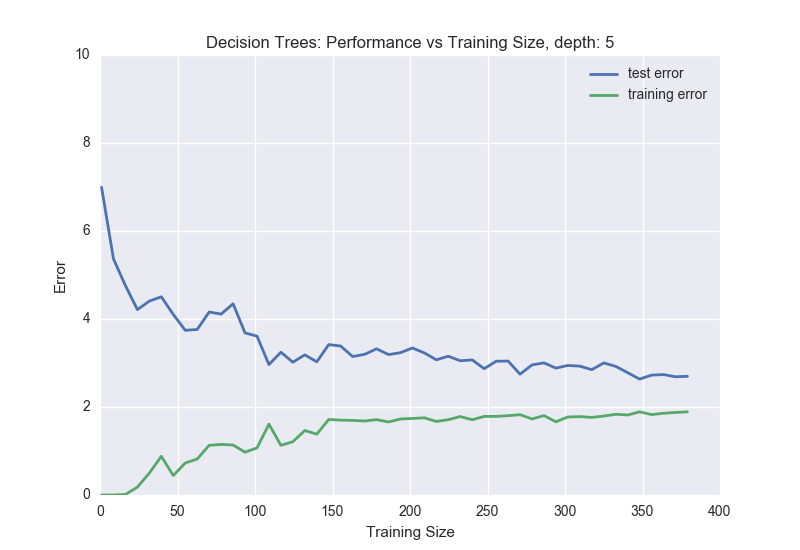 Decision Trees: Performance vs Training Size, depth: 5
10
8
6
4
2
0
Error
test error
training error
0 50 100 150 200 250 300 350 400
Training Size